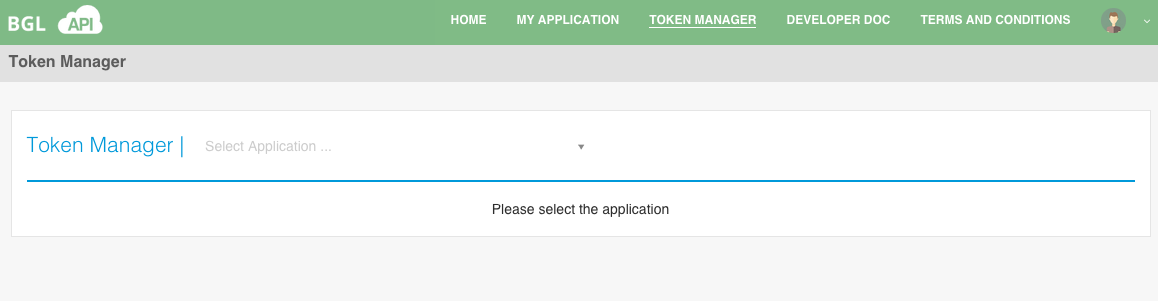 BGL API HOME MY APPLICATION TOKEN MANAGER DEVELOPER DOC TERMS AND CONDITIONS
Token Manager
Token Manager | Select Application ...
Please select the application